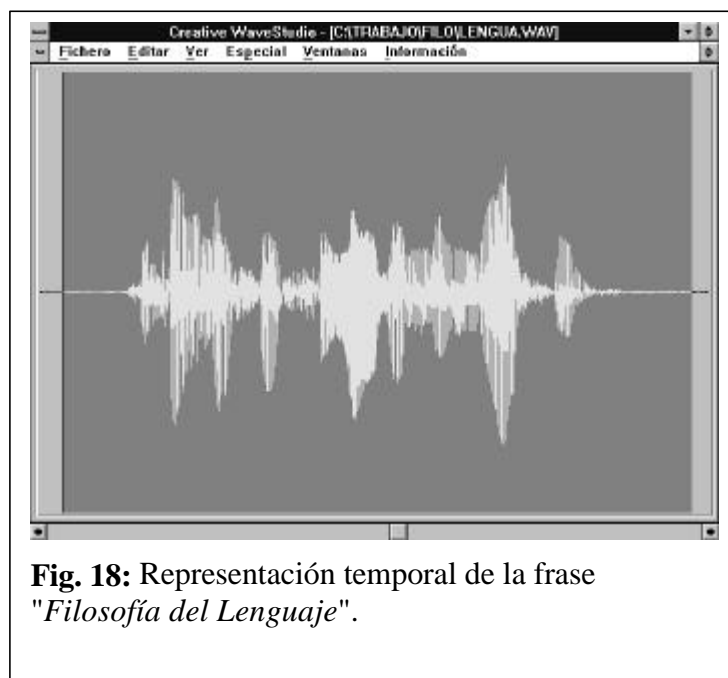 Creative WaveStudio - [C:\TRABAJO\FILO\LENGUA.WAV]
Fichero Editar Ver Especial Ventanas Información
Fig. 18: Representación temporal de la frase
"Filosofía del Lenguaje".